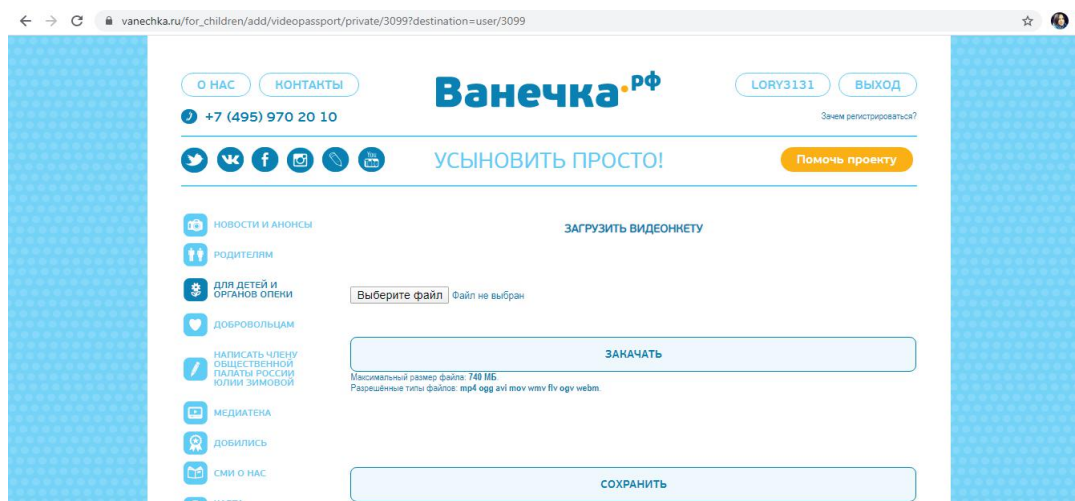 vanechka.ru/for_children/add/videopassport/private/3099?destination=user/3099
О НАС
КОНТАКТЫ
Ванечка.РФ
LORY3131
ВЫХОД
+7 (495) 970 20 10
Зачем регистрироваться?
You
УСЫНОВИТЬ ПРОСТО!
Помочь проекту
НОВОСТИ И АНОНСЫ
РОДИТЕЛЯМ
ДЛЯ ДЕТЕЙ И
ОРГАНОВ ОПЕКИ
ДОБРОВОЛЬЦАМ
НАПИСАТЬ ЧЛЕНУ
ОБЩЕСТВЕННОЙ
ПАЛАТЫ РОССИИ
ЮЛИИ ЗИМОВОЙ
МЕДИАТЕКА
ДОБИЛИСЬ
СМИ О НАС
ЗАГРУЗИТЬ ВИДЕОНКЕТУ
Выберите файл Файл не выбран
ЗАКАЧАТЬ
Максимальный размер файла: 740 МБ.
Разрешённые типы файлов: mp4 ogg avi mov wmv flv ogv webm.
СОХРАНИТЬ